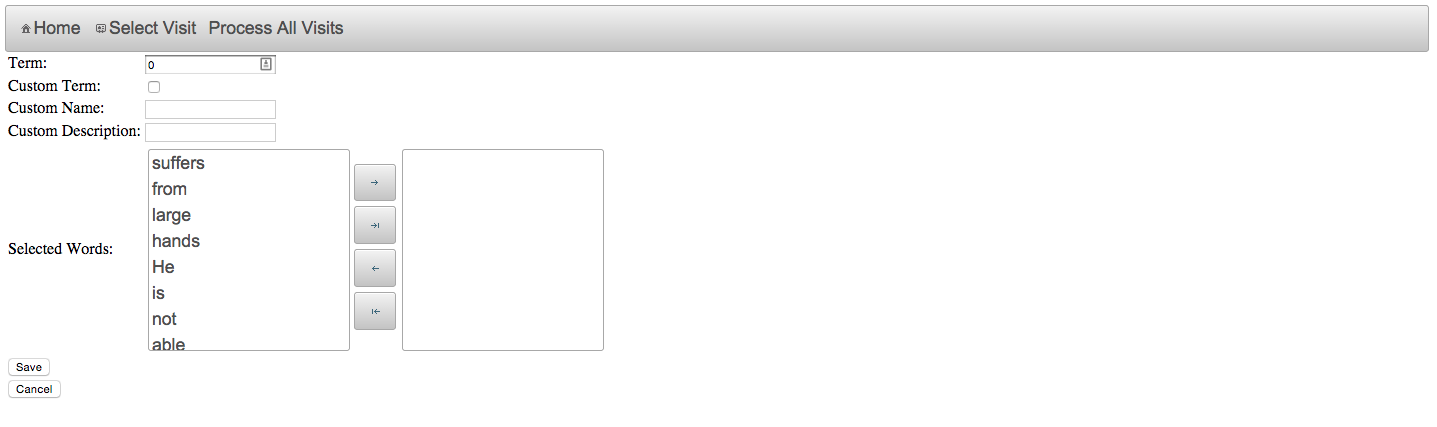 Home Select Visit Process All Visits
Term: 0
Custom Term:
Custom Name:
Custom Description:
suffers
from
large
hands
Selected Words:
He
is
not
able
Save
Cancel